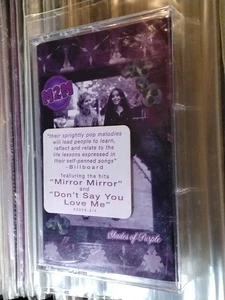 M2M
"their sprightly pop melodies
will lead people to learn,
reflect and relate to the
life lessons expressed in
their self-penned songs"
-Billboard
featuring the hits
"Mirror Mirror"
and
"Don't Say You
Love Me"
Shades of Purple